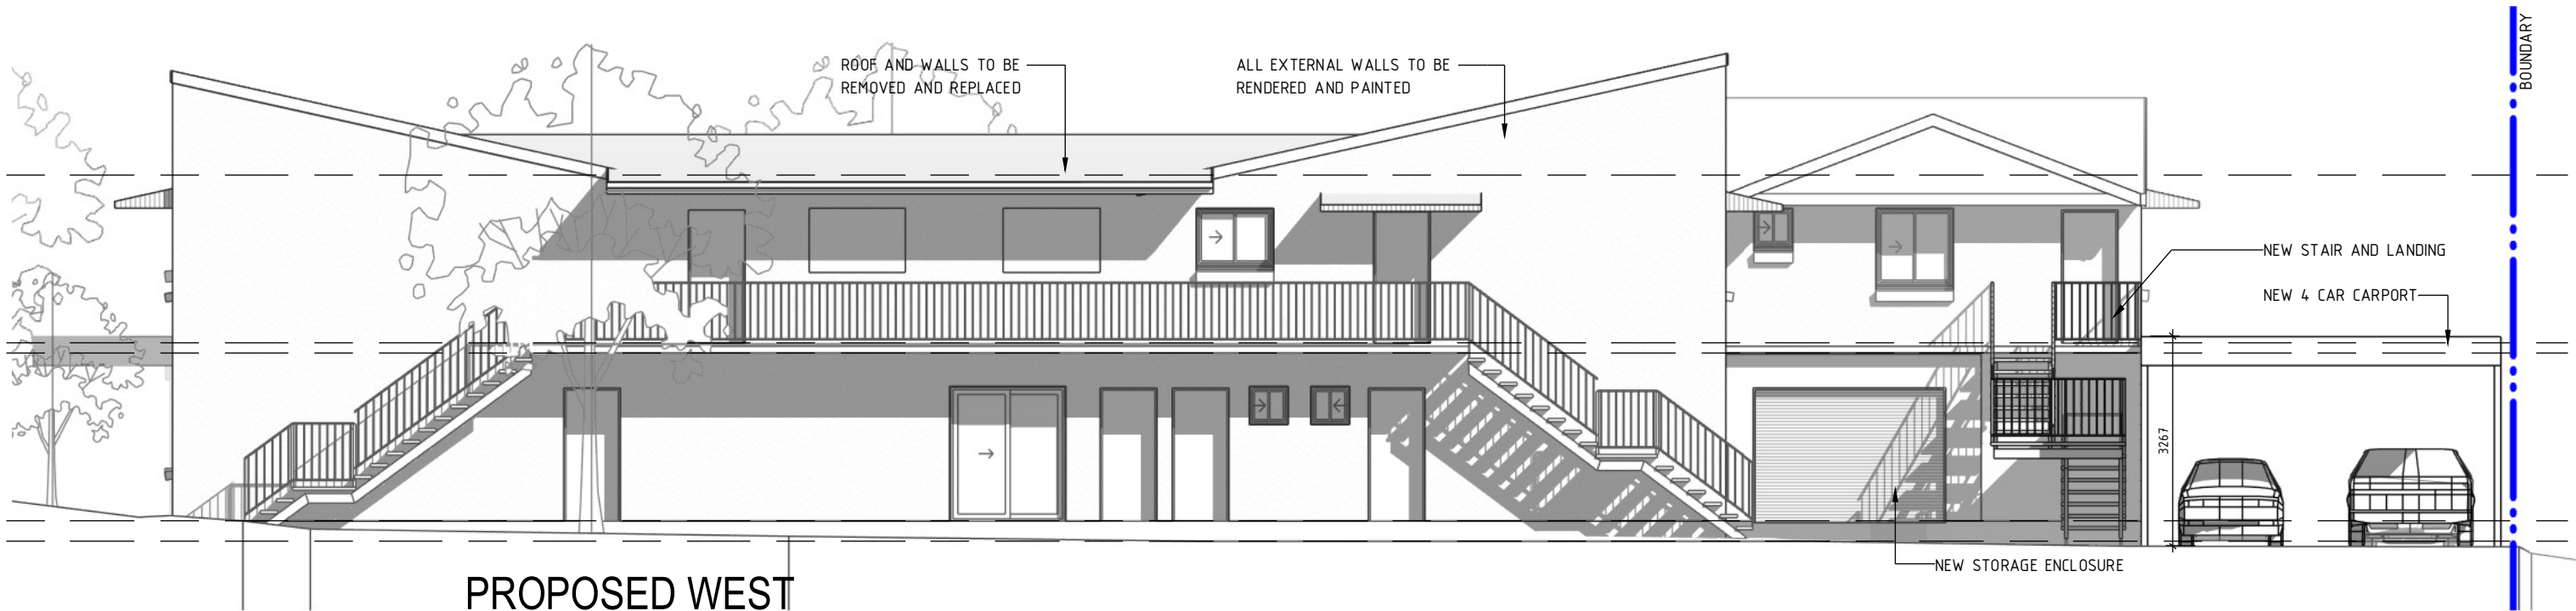 ROOF AND WALLS TO BE
REMOVED AND REPLACED
ALL EXTERNAL WALLS TO BE
RENDERED AND PAINTED
BOUNDARY
NEW STAIR AND LANDING
NEW 4 CAR CARPORT
3267
NEW STORAGE ENCLOSURE
PROPOSED WEST